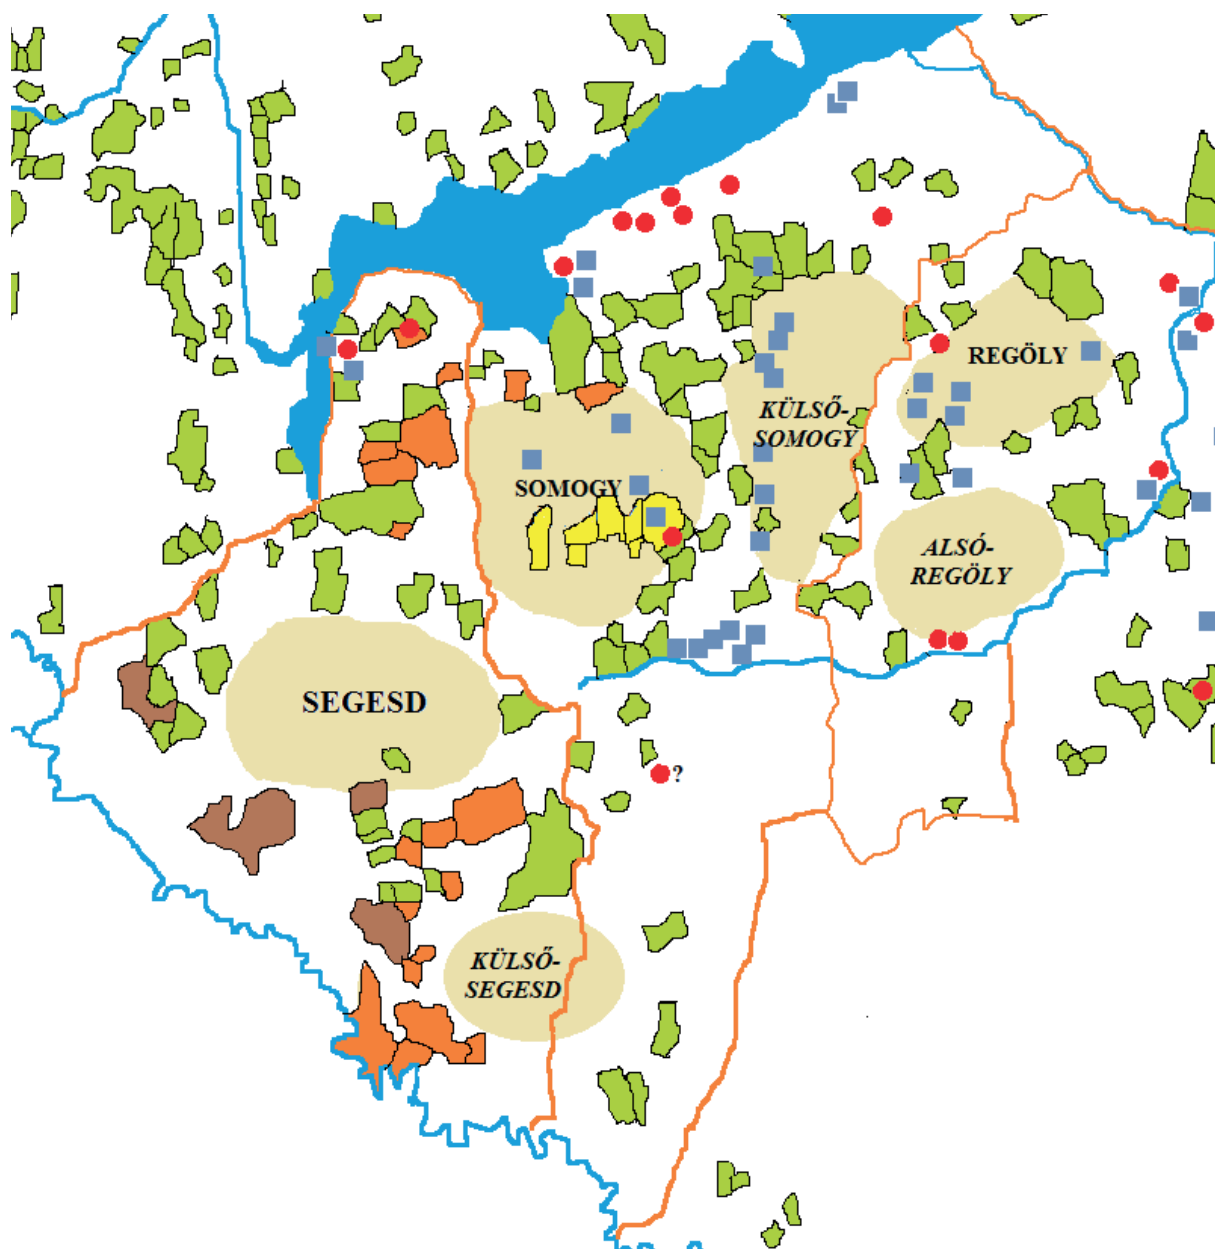 REGÖLY
KÜLSŐ-
SOMOGY
SOMOGY
ALSÓ-
REGÖLY
SEGESD
?
KÜLSŐ-
SEGESD